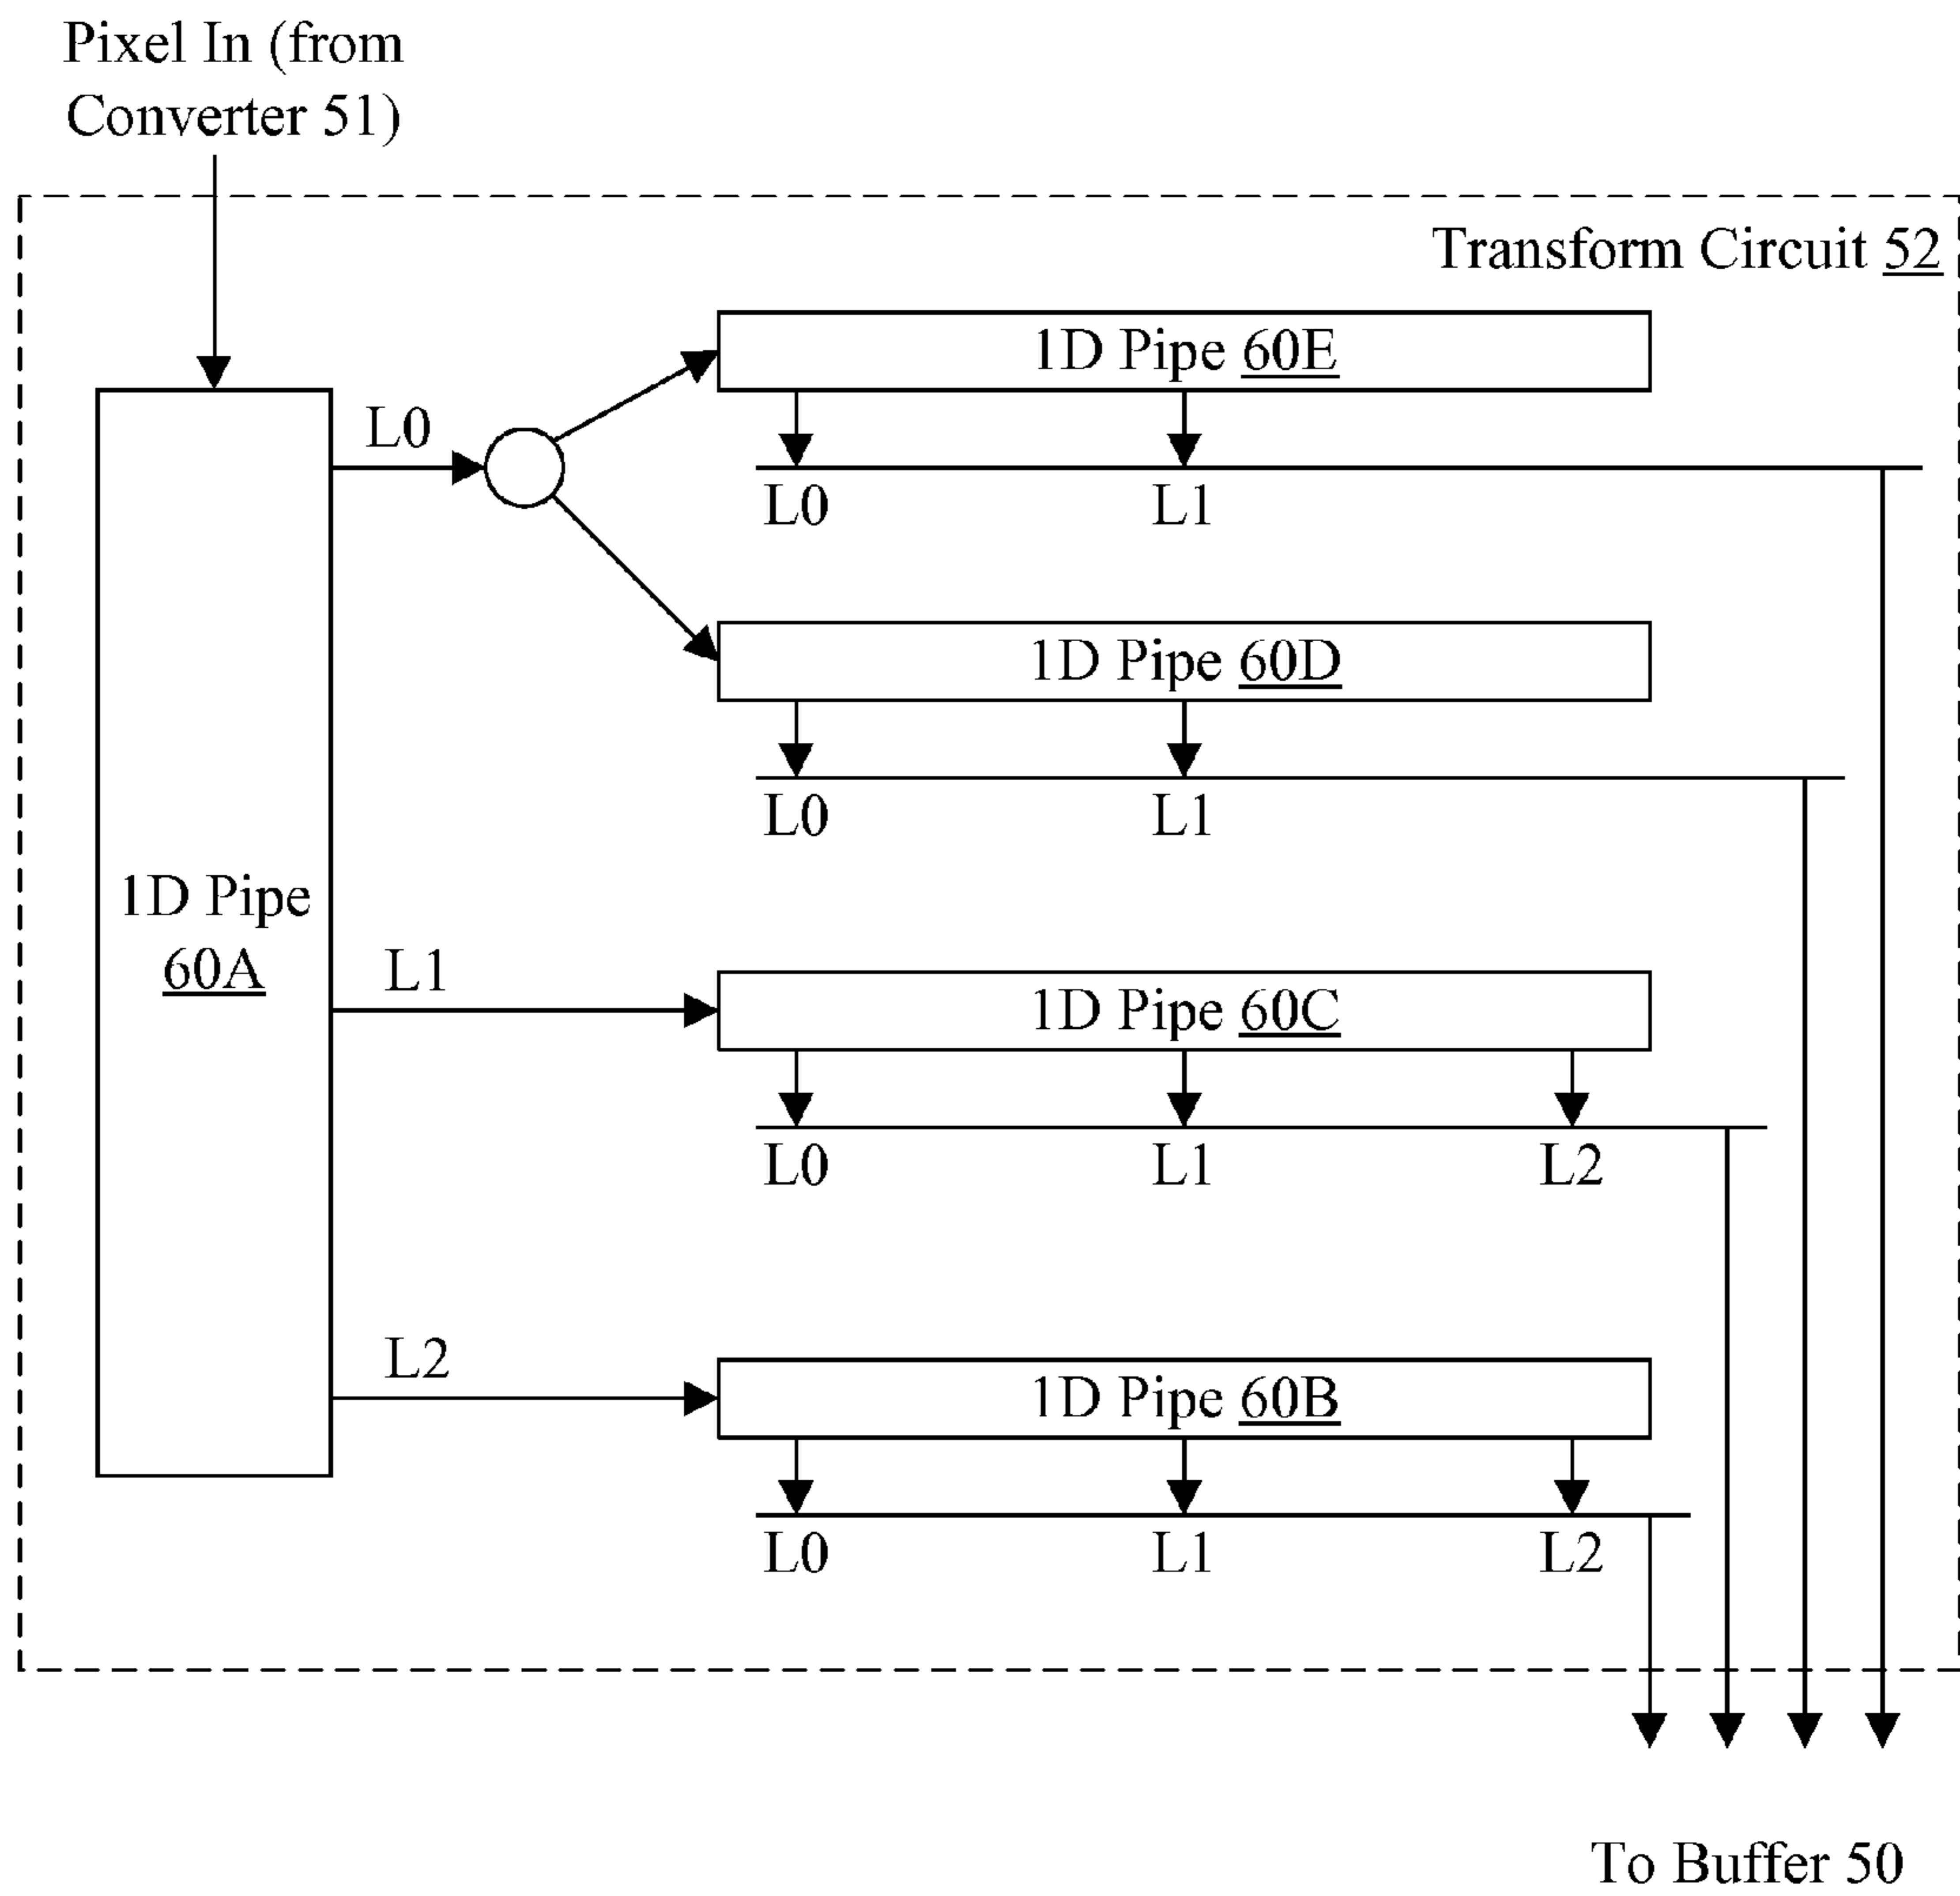 Pixel In (from
Converter 51)
Transform Circuit 52
1D Pipe 60E
L0
L0 L1
1D Pipe 60D
L0 L1
1D Pipe
60A
L1
1D Pipe 60C
L0 L1 L2
L2
1D Pipe 60B
L0 L1 L2
To Buffer 50